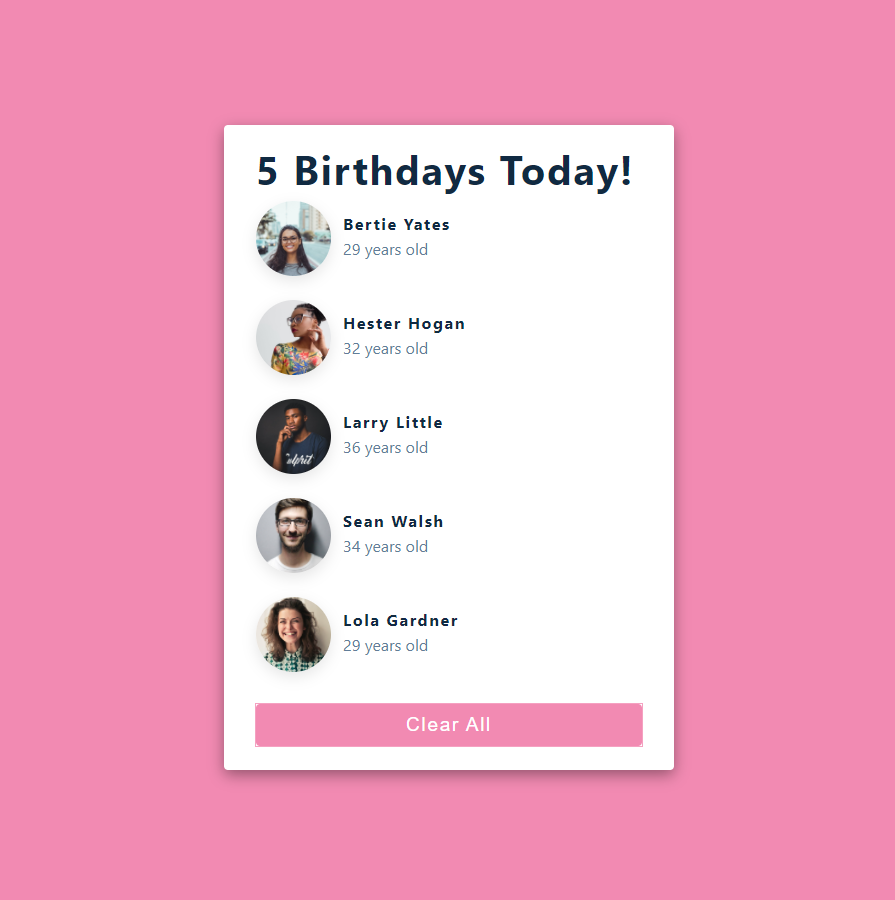 5 Birthdays Today!
Bertie Yates
29 years old
Hester Hogan
32 years old
Larry Little
36 years old
Sean Walsh
34 years old
Lola Gardner
29 years old
Clear All